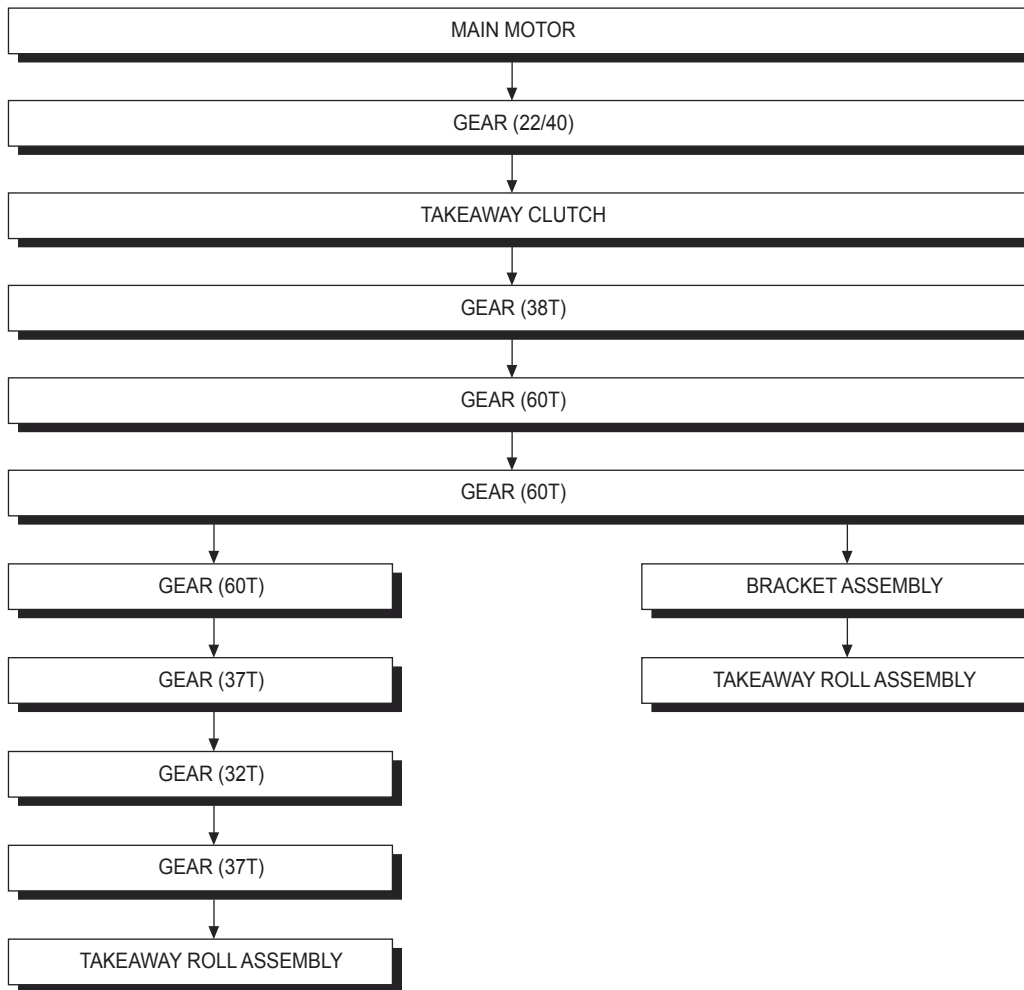 MAIN MOTOR
GEAR (22/40)
TAKEAWAY CLUTCH
GEAR (38T)
GEAR (60T)
GEAR (60T)
GEAR (60T)
BRACKET ASSEMBLY
GEAR (37T)
TAKEAWAY ROLL ASSEMBLY
GEAR (32T)
GEAR (37T)
TAKEAWAY ROLL ASSEMBLY